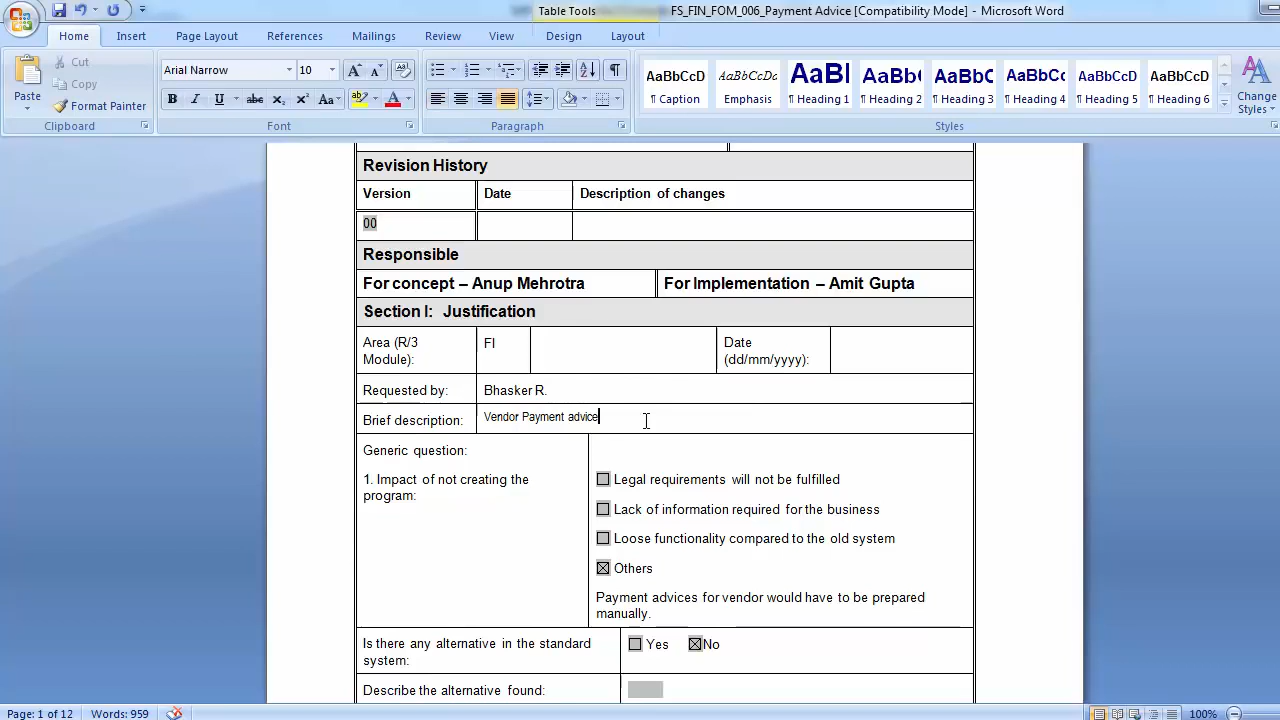 Table Tools
FS_FIN_FOM_006_Payment Advice [Compatibility Mode] - Microsoft Word
Home Insert Page Layout References Mailings Review View Design Layout
Paste
Cut
Copy
Format Painter
Clipboard
Arial Narrow 10
Font
Paragraph
AaBbCcD AaBbCcDc AaBl AaBb( AaBbC AaBbCc AaBbCcD AaBbCcD
¶ Caption Emphasis ¶ Heading 1 ¶ Heading 2 ¶ Heading 3 ¶ Heading 4 ¶ Heading 5 ¶ Heading 6
Change
Styles
Styles
Revision History
Version Date Description of changes
00
Responsible
For concept – Anup Mehrotra For Implementation – Amit Gupta
Section I: Justification
Area (R/3
Module):
FI
Date
(dd/mm/yyyy):
Requested by: Bhasker R.
Brief description: Vendor Payment advice
Generic question:
1. Impact of not creating the
program:
Legal requirements will not be fulfilled
Lack of information required for the business
Loose functionality compared to the old system
Others
Payment advices for vendor would have to be prepared
manually.
Is there any alternative in the standard
system:
Yes No
Describe the alternative found:
Page: 1 of 12 Words: 959 100%